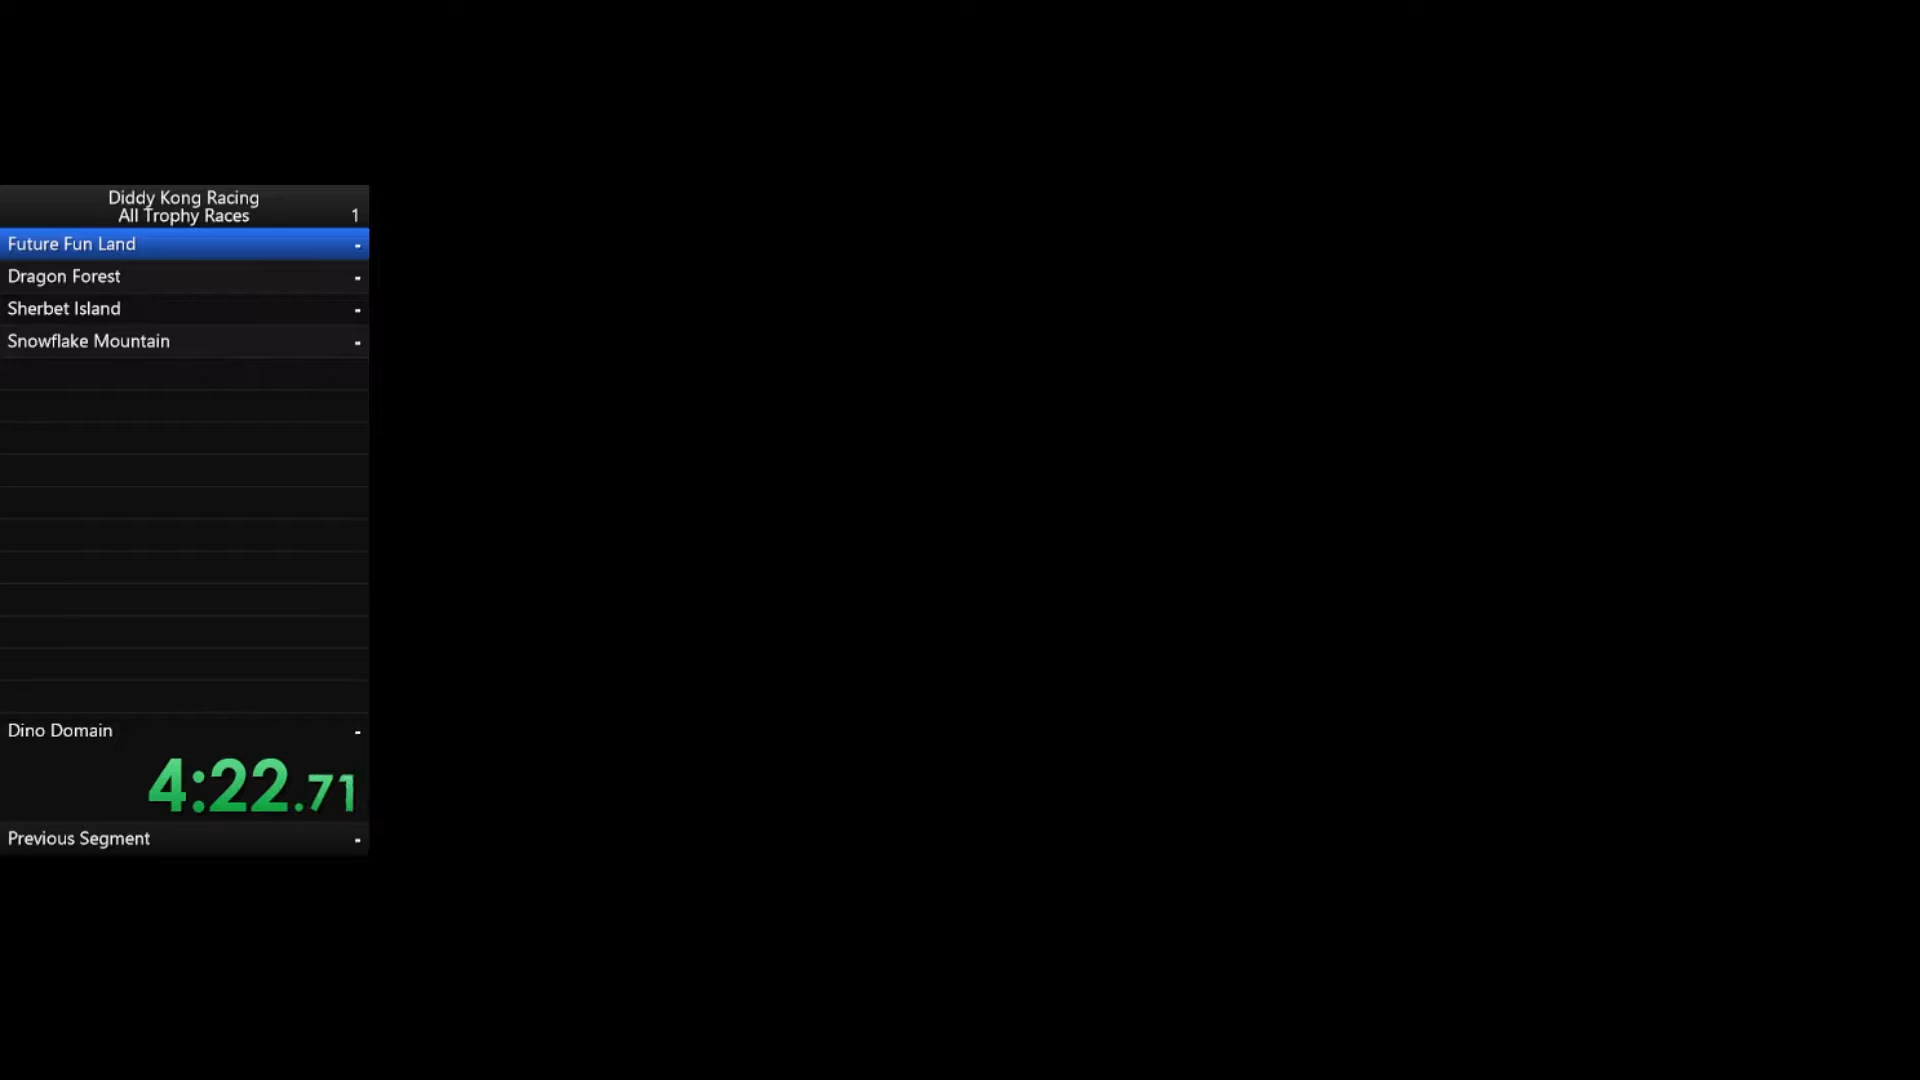 Diddy Kong Racing
All Trophy Races 1
Future Fun Land -
Dragon Forest -
Sherbet Island -
Snowflake Mountain -
Dino Domain -
4:22.71
Previous Segment -